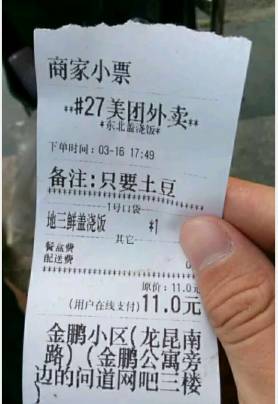 商家小票
**#27美团外卖**
*东北盖浇饭*
下单时间：03-16 17:49
备注：只要土豆
1号口袋
地三鲜盖浇饭 *1
其它
餐盒费
配送费
原价：11.0元
(用户在线支付)11.0元
金鹏小区(龙昆南
路) (金鹏公寓旁
边的问道网吧三楼
)